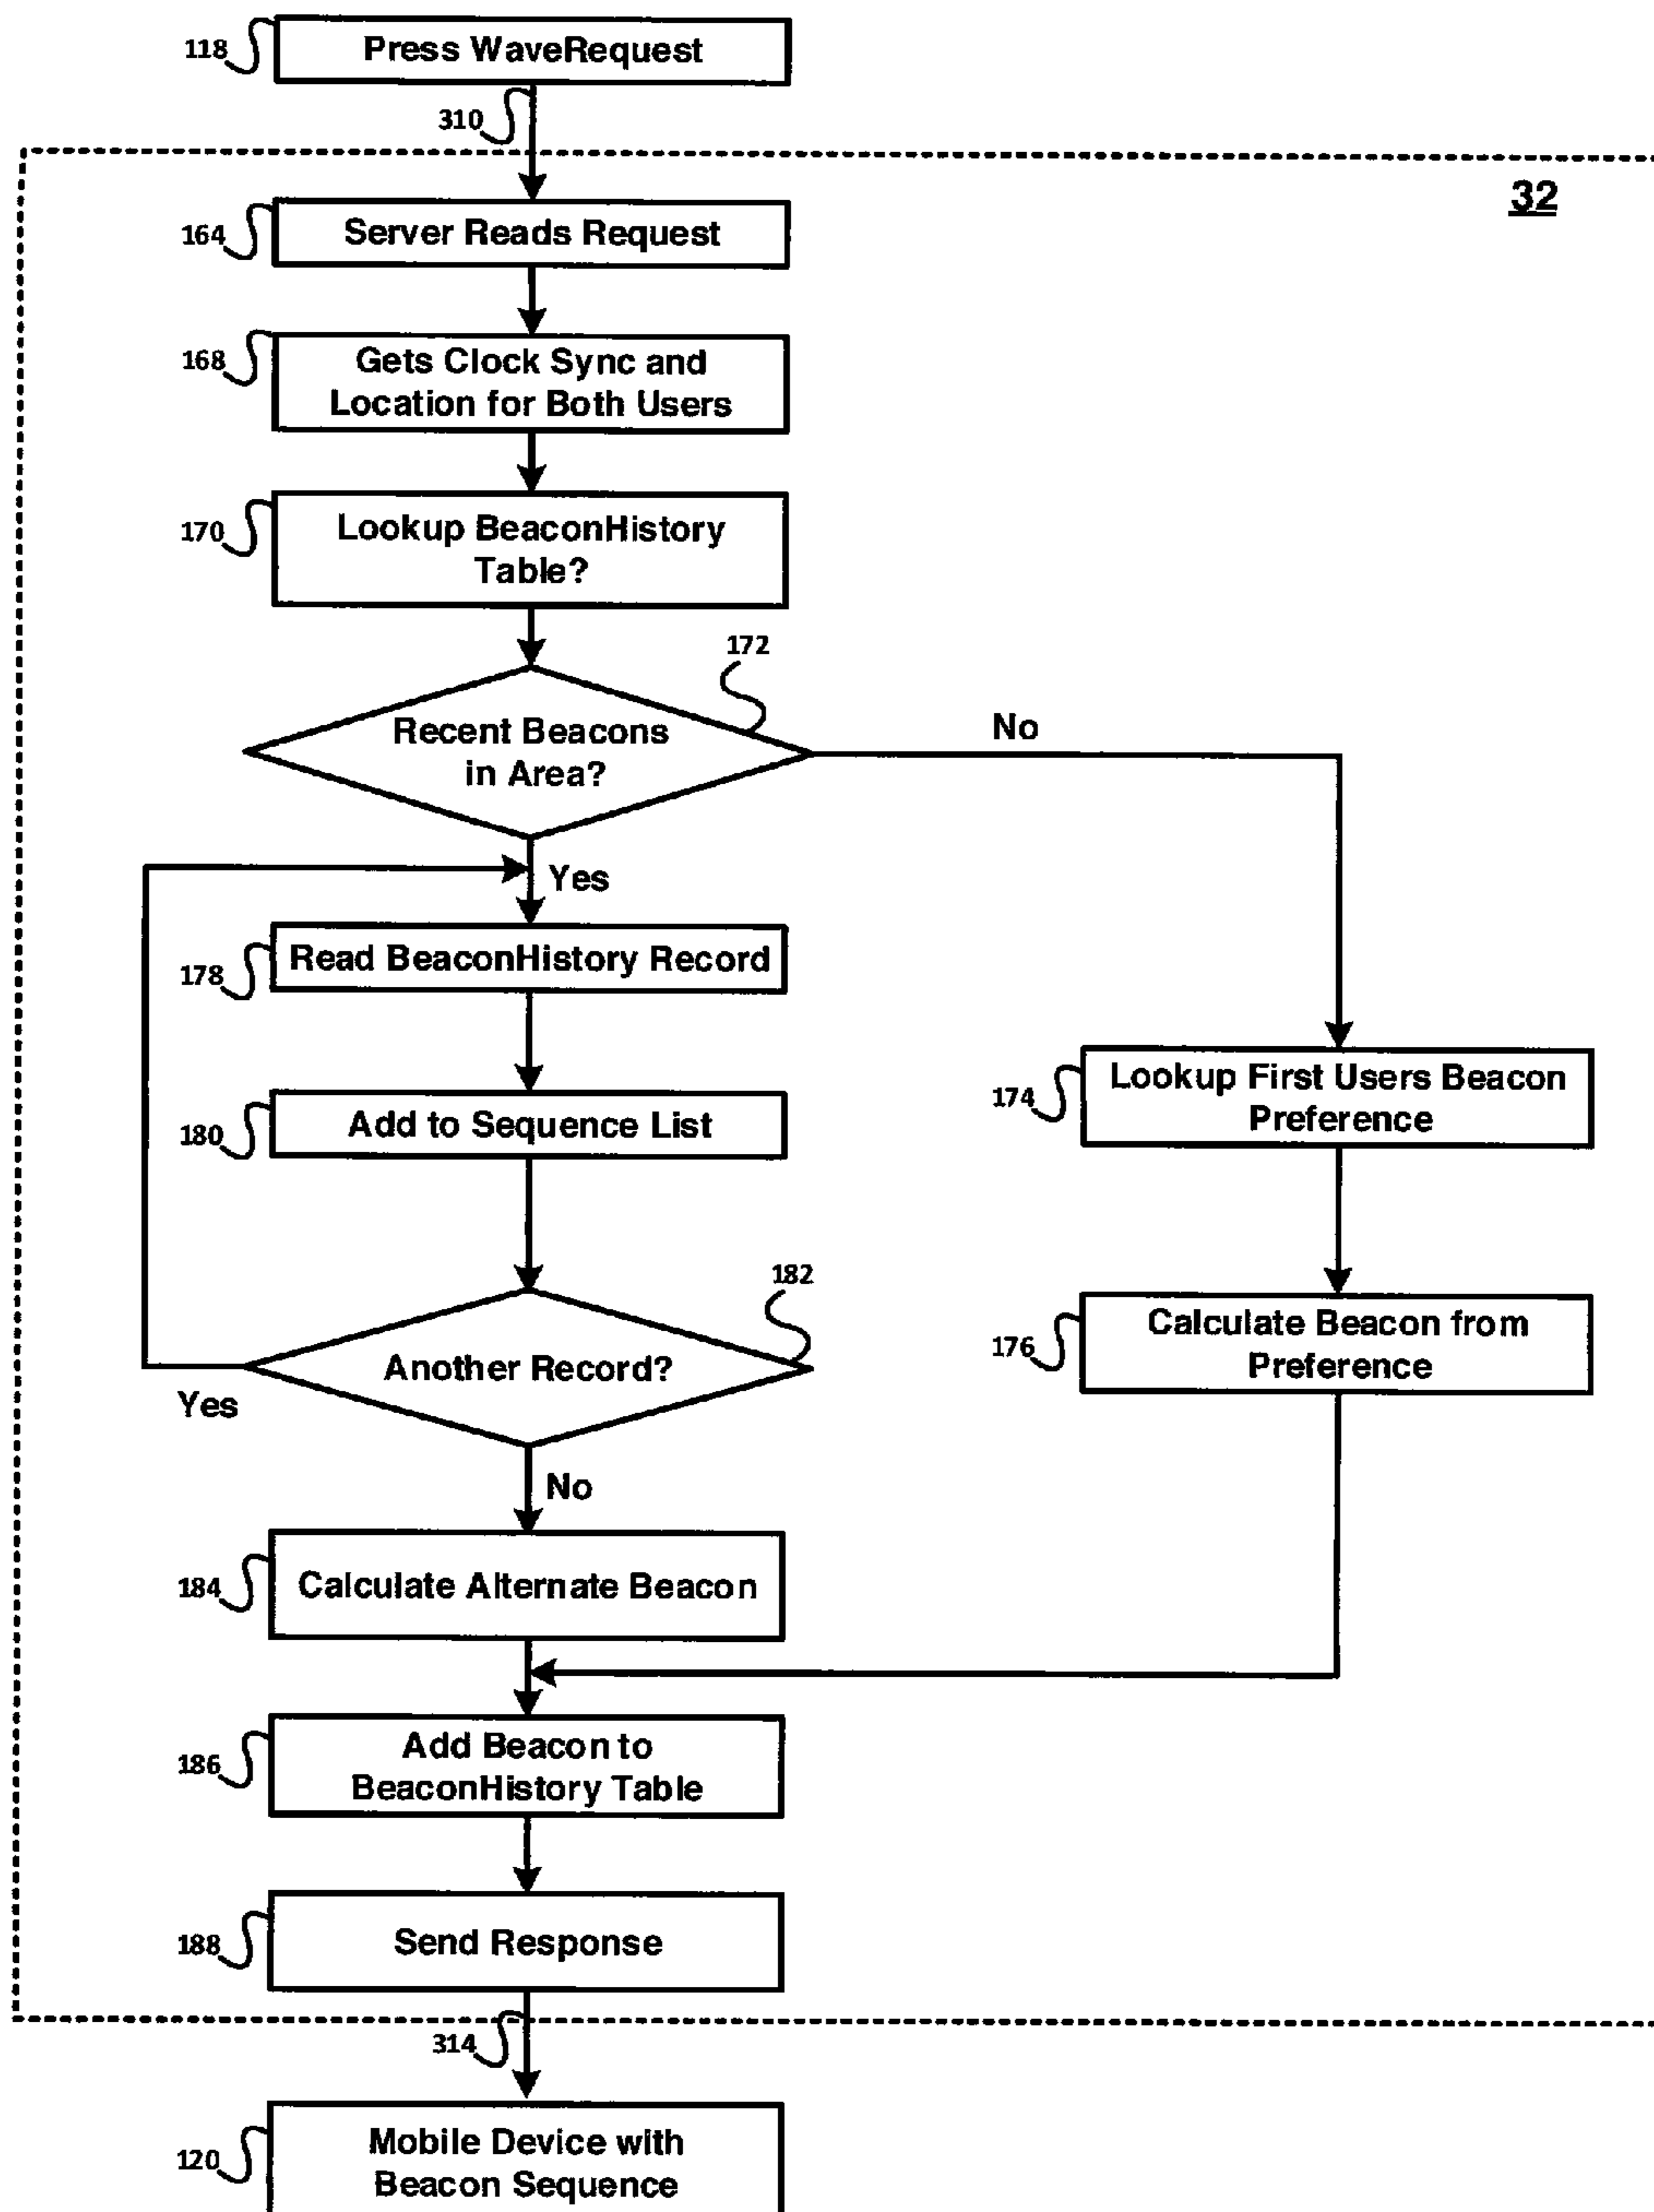 118
Press WaveRequest
310
32
164
Server Reads Request
168
Gets Clock Sync and
Location for Both Users
170
Lookup BeaconHistory
Table?
172
Recent Beacons
in Area?
No
Yes
178
Read BeaconHistory Record
174
Lookup First Users Beacon
Preference
180
Add to Sequence List
182
176
Calculate Beacon from
Preference
Another Record?
Yes
No
184
Calculate Alternate Beacon
186
Add Beacon to
BeaconHistory Table
188
Send Response
314
120
Mobile Device with
Beacon Sequence